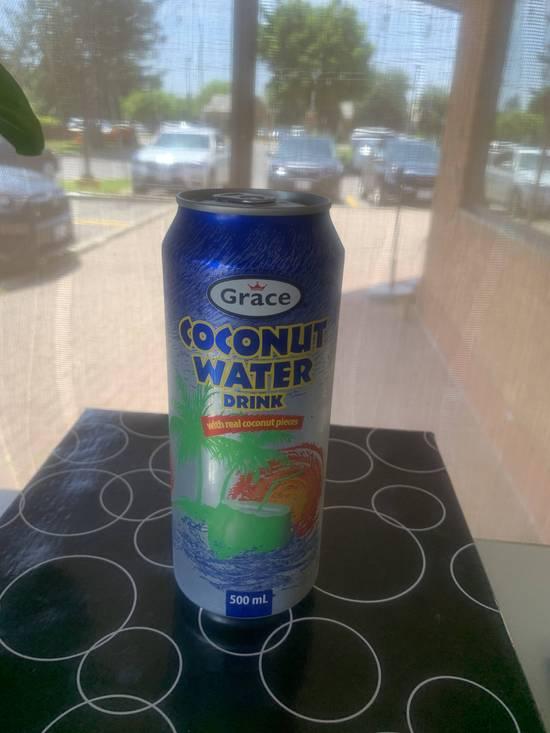 Grace
COCONUT
WATER
DRINK
with real coconut pieces
500 mL